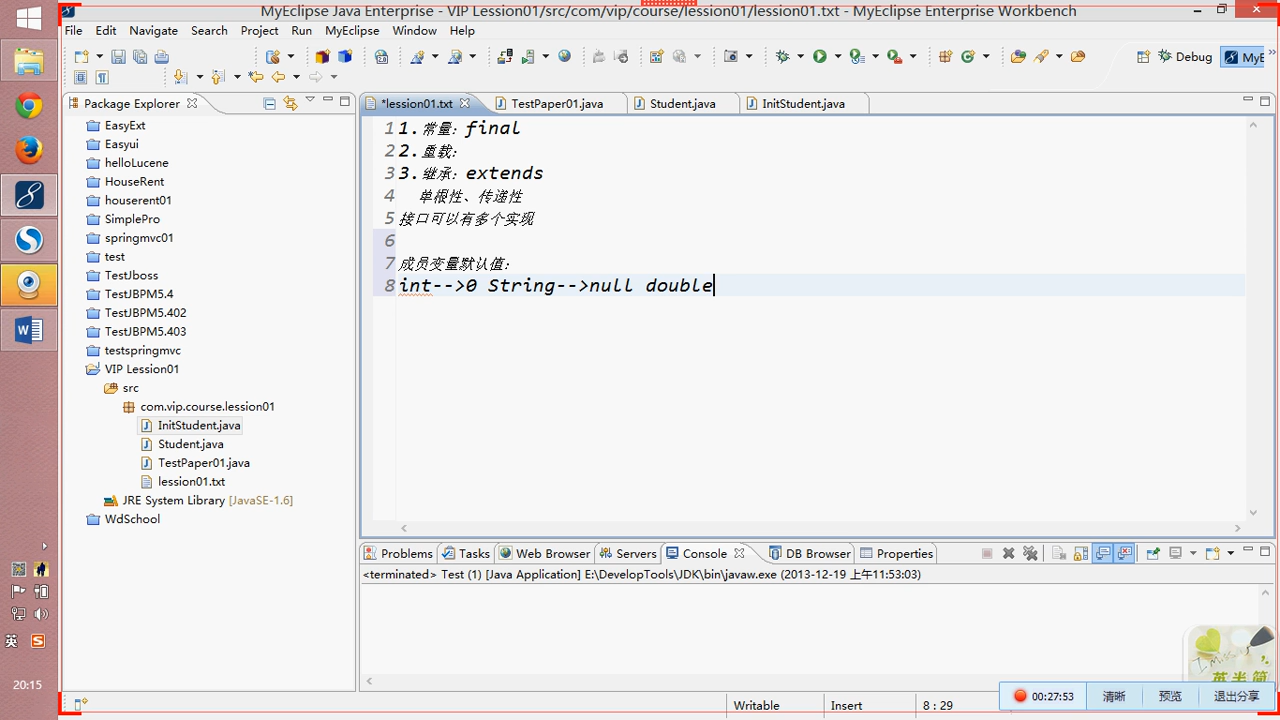 MyEclipse Java Enterprise - VIP Lession01/src/com/vip/course/lession01/lession01.txt - MyEclipse Enterprise Workbench
File Edit Navigate Search Project Run MyEclipse Window Help
Debug MyE
Package Explorer
*lession01.txt TestPaper01.java Student.java InitStudent.java
EasyExt
Easyui
helloLucene
HouseRent
houserent01
SimplePro
springmvc01
test
TestJboss
TestJBPM5.4
TestJBPM5.402
TestJBPM5.403
testspringmvc
VIP Lession01
src
com.vip.course.lession01
InitStudent.java
Student.java
TestPaper01.java
lession01.txt
JRE System Library [JavaSE-1.6]
WdSchool
1 1.常量：final
2 2.重载：
3 3.继承：extends
4 单根性、传递性
5 接口可以有多个实现
6
7 成员变量默认值：
8 int-->0 String-->null double
Problems Tasks Web Browser Servers Console DB Browser Properties
<terminated> Test (1) [Java Application] E:\DevelopTools\JDK\bin\javaw.exe (2013-12-19 上午11:53:03)
英
20:15
英半简
Writable Insert 8 : 29
00:27:53 清晰 预览 退出分享